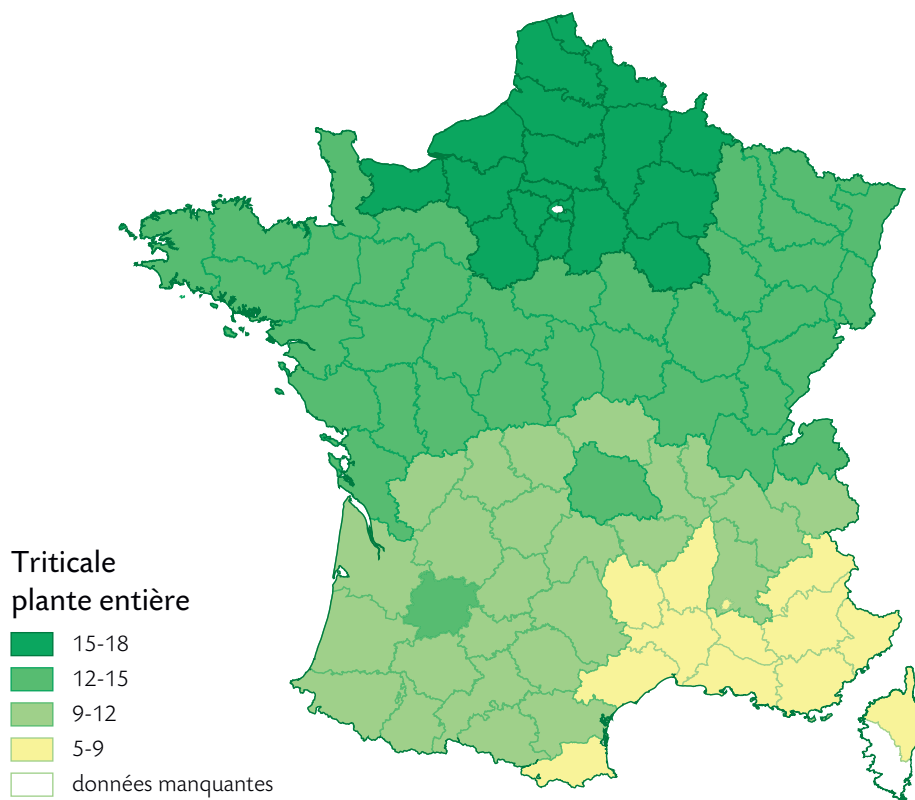 Triticale
plante entière
15-18
12-15
9-12
5-9
données manquantes